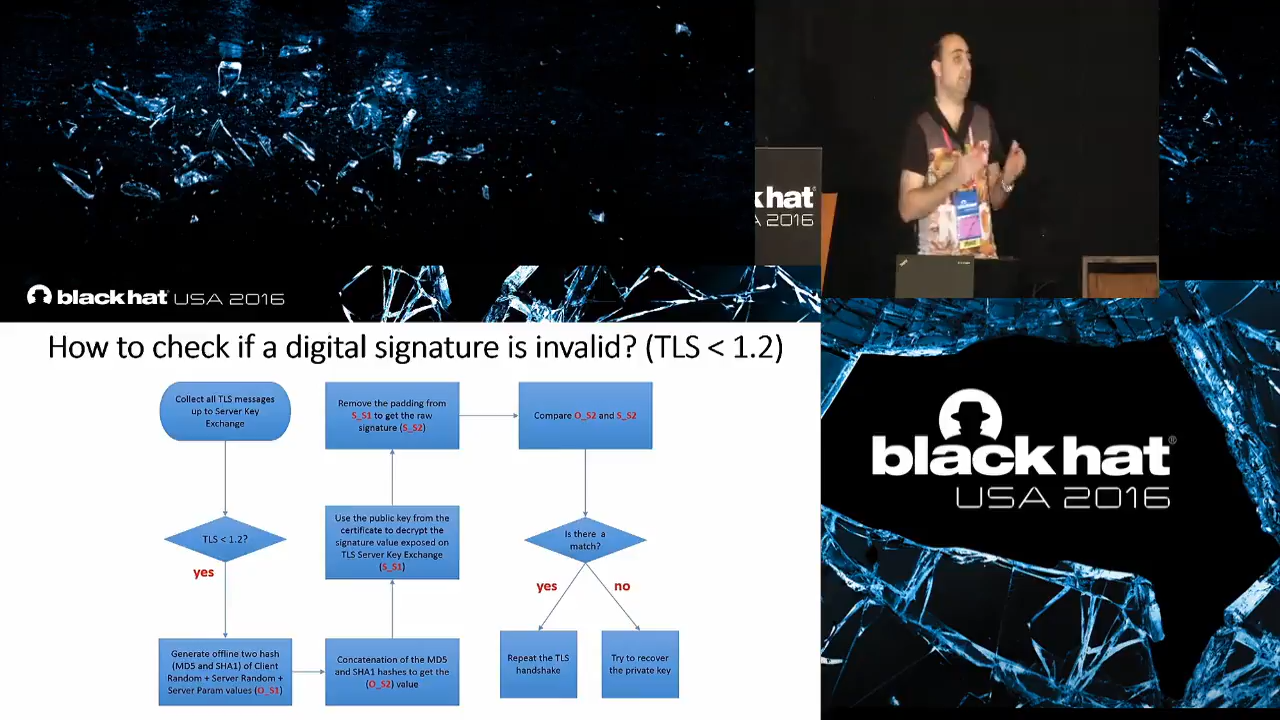 k hat
A 2016
black hat USA 2016
How to check if a digital signature is invalid? (TLS < 1.2)
Collect all TLS messages
up to Server Key
Exchange
TLS < 1.2?
yes
Generate offline two hash
(MD5 and SHA1) of Client
Random + Server Random +
Server Param values (O_S1)
Concatenation of the MD5
and SHA1 hashes to get the
(O_S2) value
Use the public key from the
certificate to decrypt the
signature value exposed on
TLS Server Key Exchange
(S_S1)
Remove the padding from
S_S1 to get the raw
signature (S_S2)
Compare O_S2 and S_S2
Is there a
match?
yes
no
Repeat the TLS
handshake
Try to recover
the private key
black hat®
USA 2016